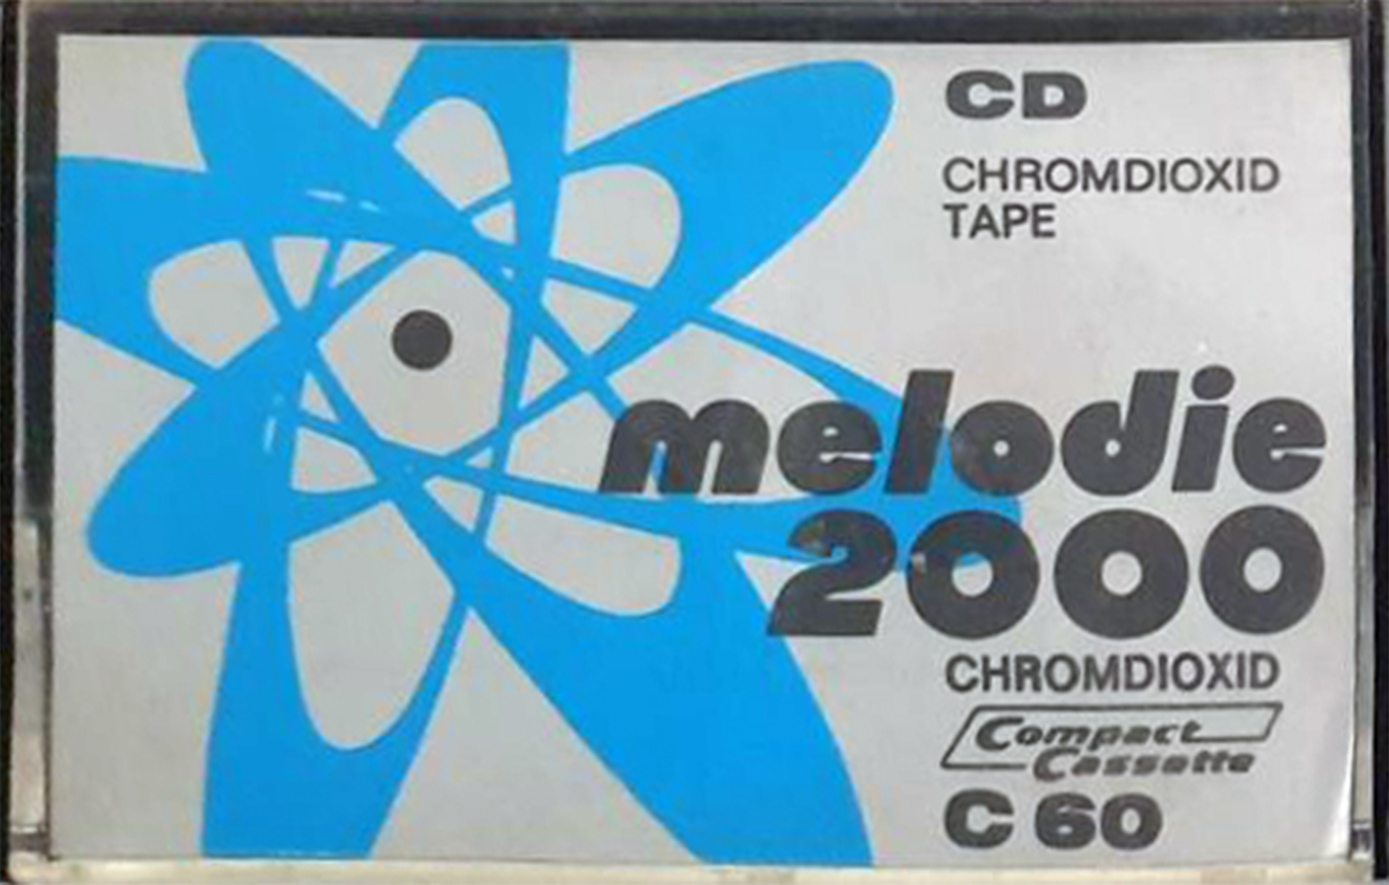 CD
CHROMDIOXID
TAPE
melodie
2000
CHROMDIOXID
Compact
Cassette
C 60